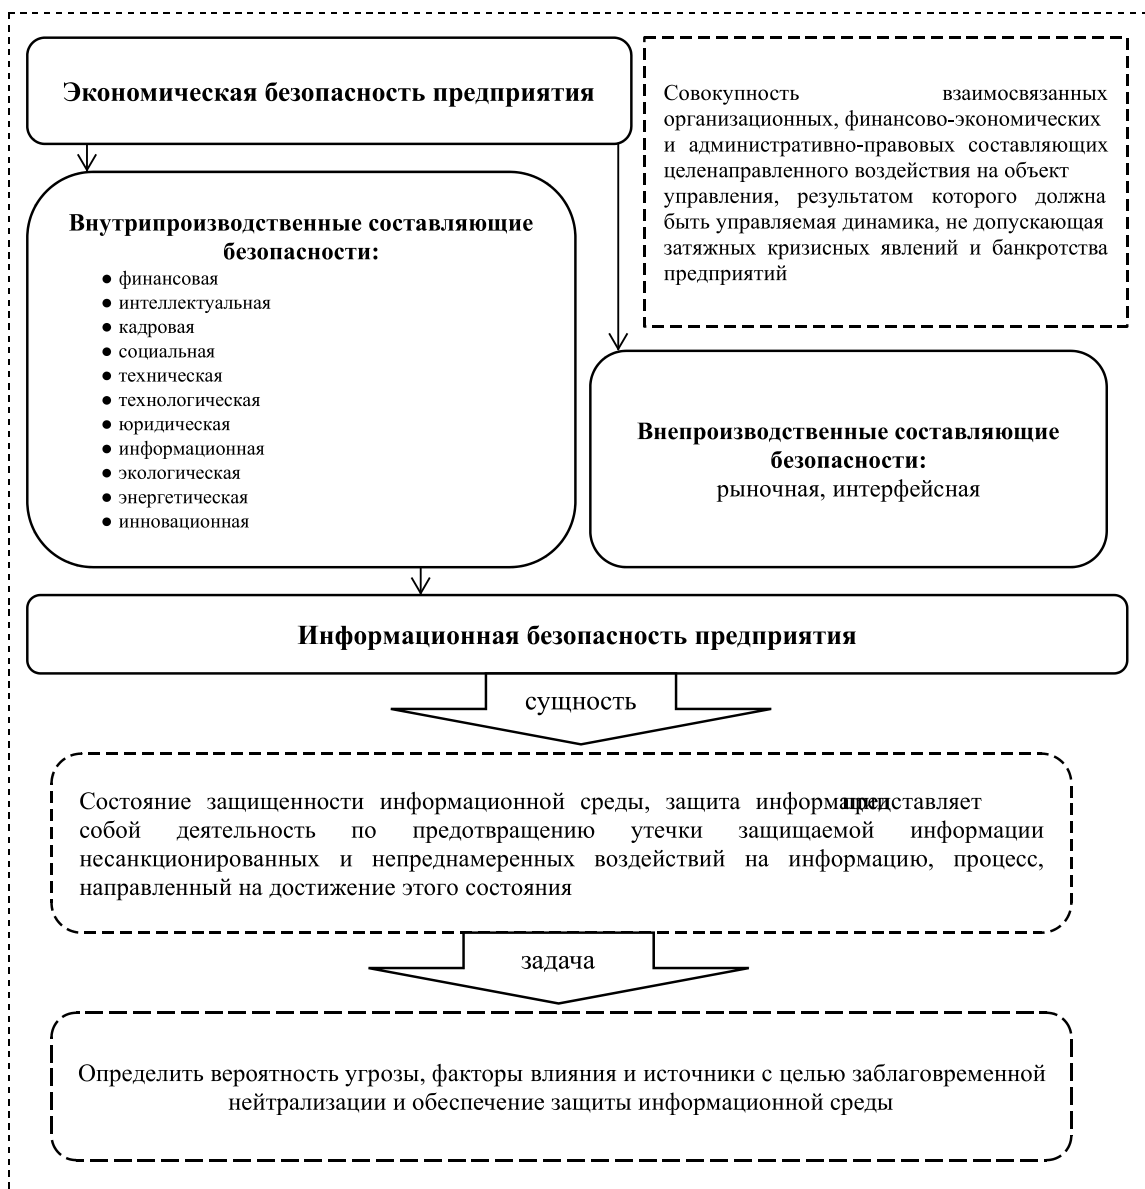 Экономическая безопасность предприятия
Совокупность взаимосвязанных
организационных, финансово-экономических
и административно-правовых составляющих
целенаправленного воздействия на объект
управления, результатом которого должна
быть управляемая динамика, не допускающая
затяжных кризисных явлений и банкротства
предприятий
Внутрипроизводственные составляющие
безопасности:
● финансовая
● интеллектуальная
● кадровая
● социальная
● техническая
● технологическая
● юридическая
● информационная
● экологическая
● энергетическая
● инновационная
Внепроизводственные составляющие
безопасности:
рыночная, интерфейсная
Информационная безопасность предприятия
сущность
Состояние защищенности информационной среды, защита информации представляет
собой деятельность по предотвращению утечки защищаемой информации
несанкционированных и непреднамеренных воздействий на информацию, процесс,
направленный на достижение этого состояния
задача
Определить вероятность угрозы, факторы влияния и источники с целью заблаговременной
нейтрализации и обеспечение защиты информационной среды